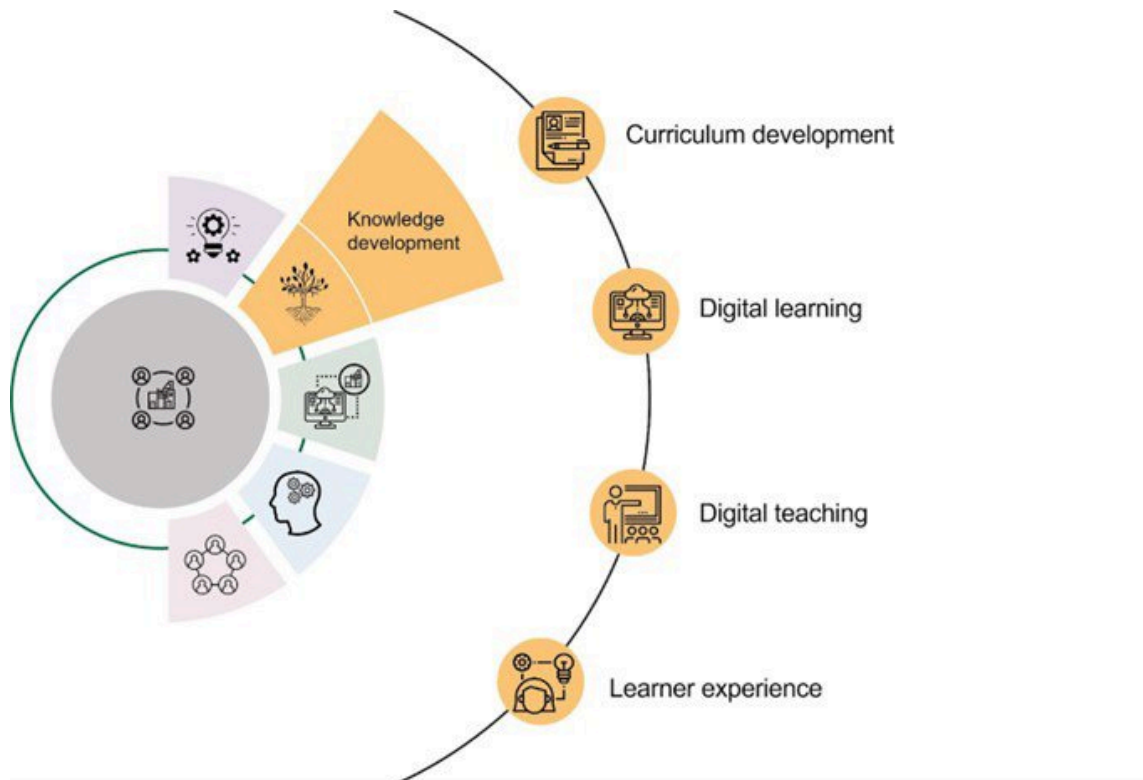 Curriculum development
Knowledge
development
Digital learning
Digital teaching
Learner experience